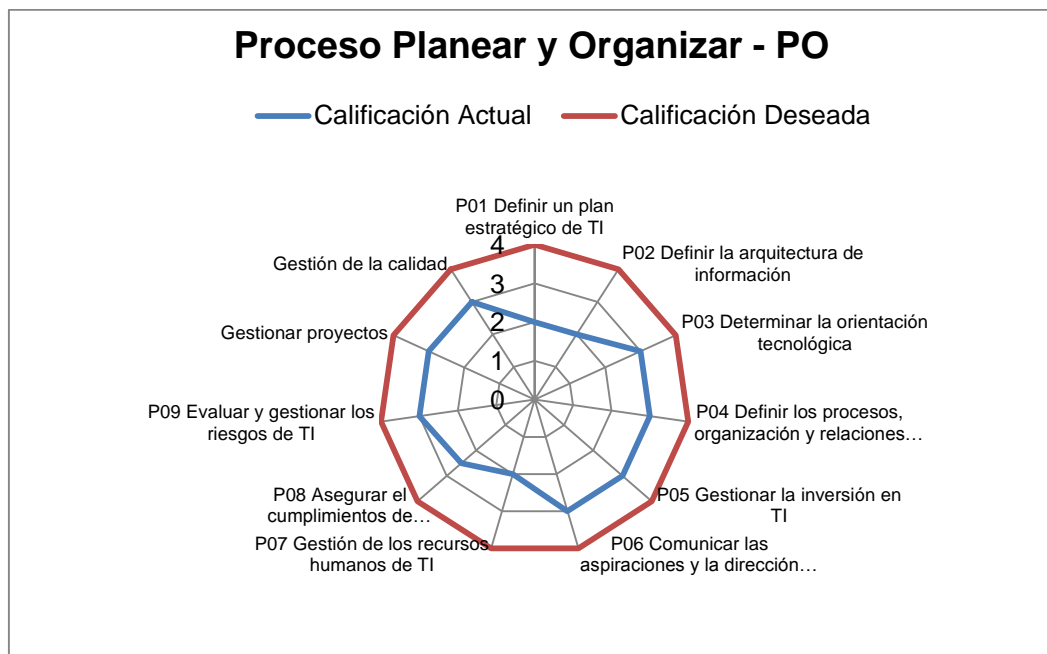 Proceso Planear y Organizar - PO
Calificación Actual
Calificación Deseada
P01 Definir un plan
estratégico de TI
P02 Definir la arquitectura de
información
P03 Determinar la orientación
tecnológica
P04 Definir los procesos,
organización y relaciones…
P05 Gestionar la inversión en
TI
P06 Comunicar las
aspiraciones y la dirección…
P07 Gestión de los recursos
humanos de TI
P08 Asegurar el
cumplimientos de…
P09 Evaluar y gestionar los
riesgos de TI
Gestionar proyectos
Gestión de la calidad
4
3
2
1
0